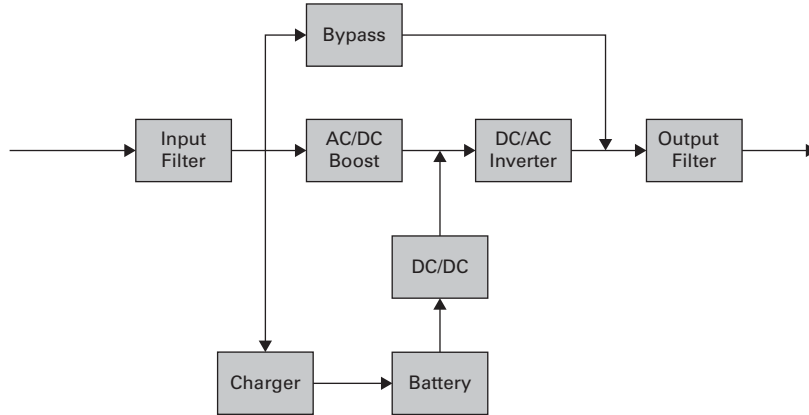 Bypass
Input
Filter
AC/DC
Boost
DC/AC
Inverter
Output
Filter
DC/DC
Charger
Battery